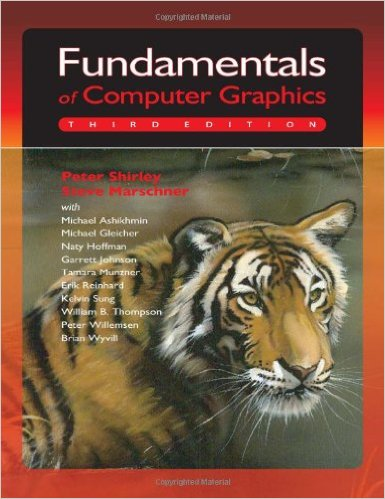 Copyrighted Material
Fundamentals
of Computer Graphics
THIRD EDITION
Peter Shirley
Steve Marschner
with
Michael Ashikhmin
Michael Gleicher
Naty Hoffman
Garrett Johnson
Tamara Munzner
Erik Reinhard
Kelvin Sung
William B. Thompson
Peter Willemsen
Brian Wyvill
Copyrighted Material